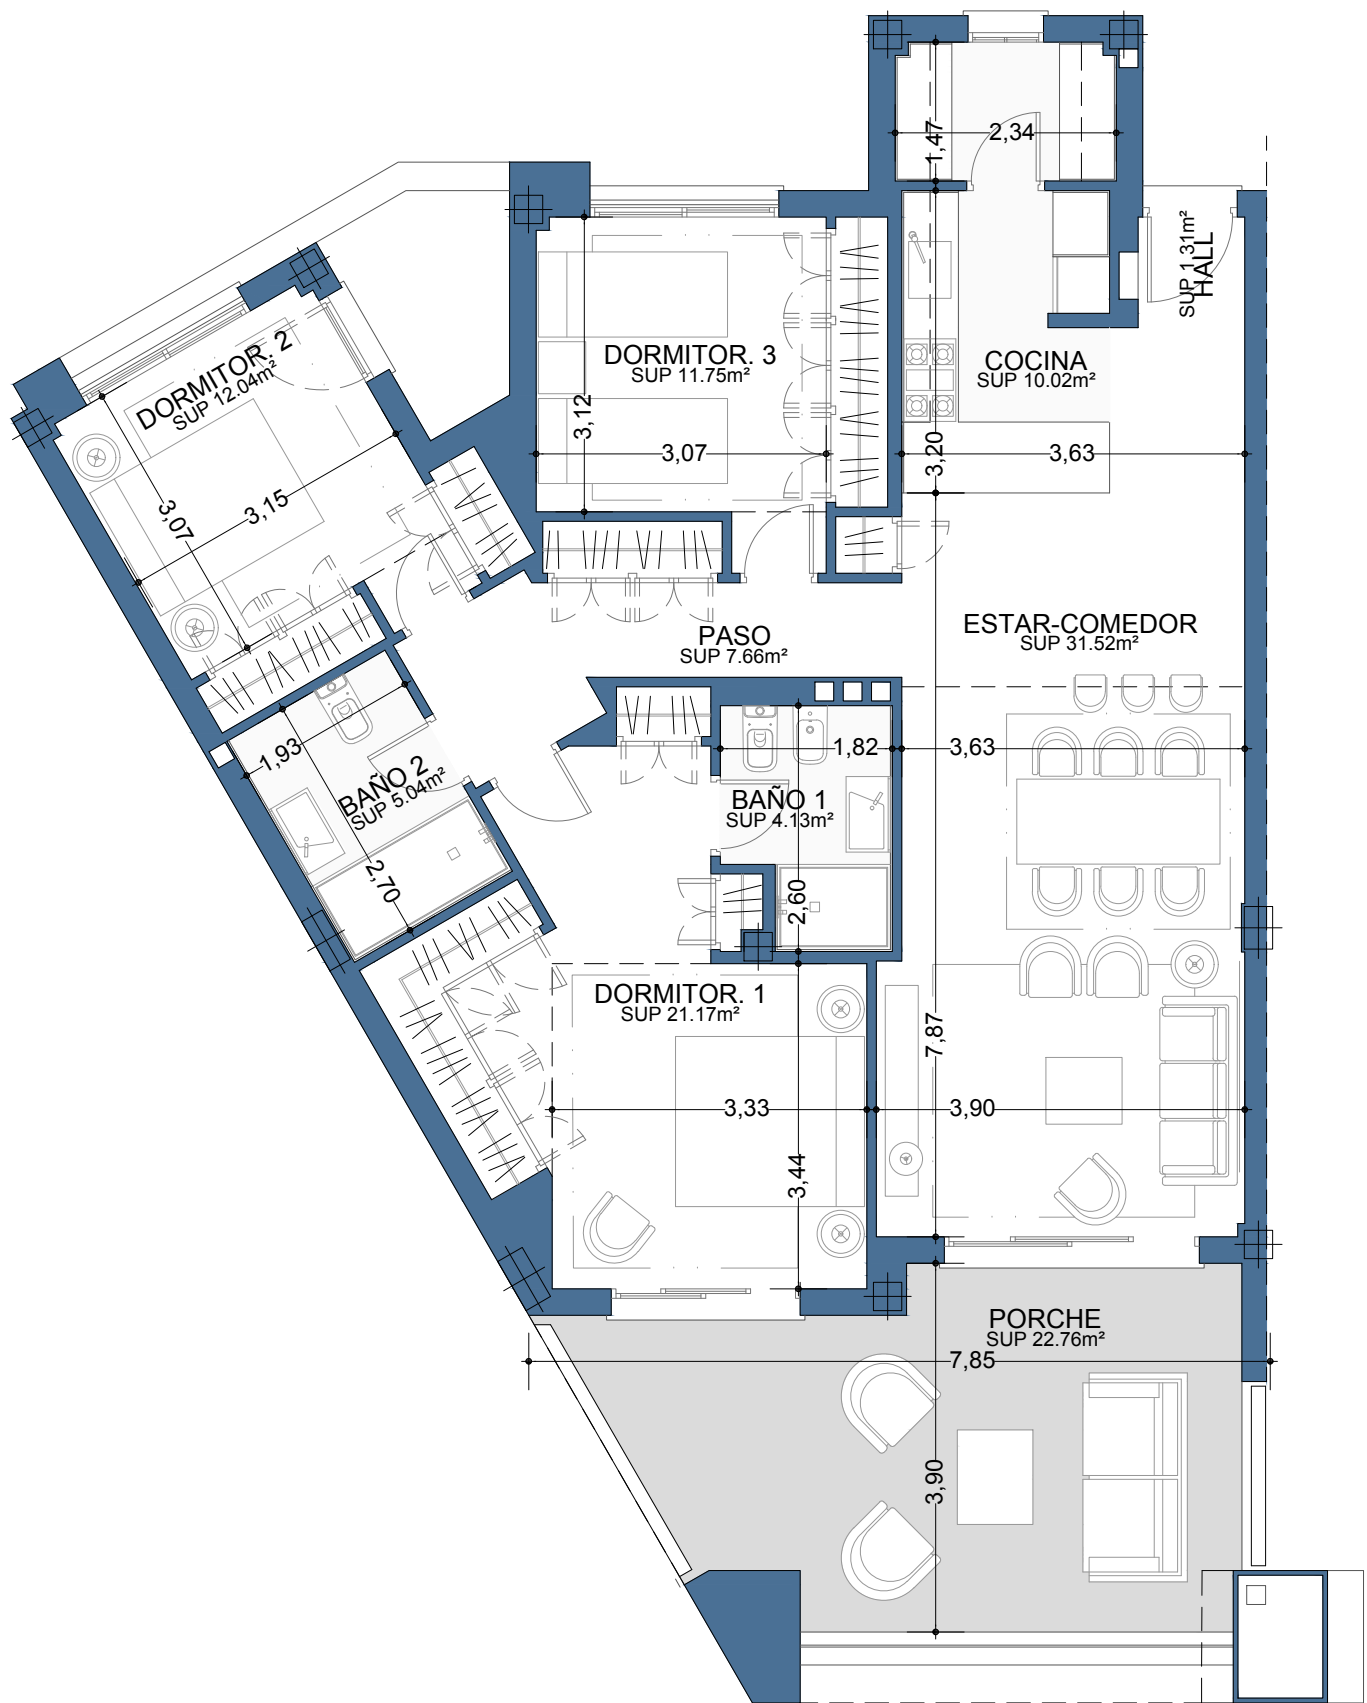 1,47
2,34
HALL
SUP 1.31m²
DORMITOR. 2
SUP 12.04m²
3,07
3,15
DORMITOR. 3
SUP 11.75m²
3,12
3,07
COCINA
SUP 10.02m²
3,20
3,63
PASO
SUP 7.66m²
ESTAR-COMEDOR
SUP 31.52m²
1,93
BAÑO 2
SUP 5.04m²
2,70
1,82
BAÑO 1
SUP 4.13m²
2,60
3,63
DORMITOR. 1
SUP 21.17m²
7,87
3,33
3,90
3,44
PORCHE
SUP 22.76m²
7,85
3,90